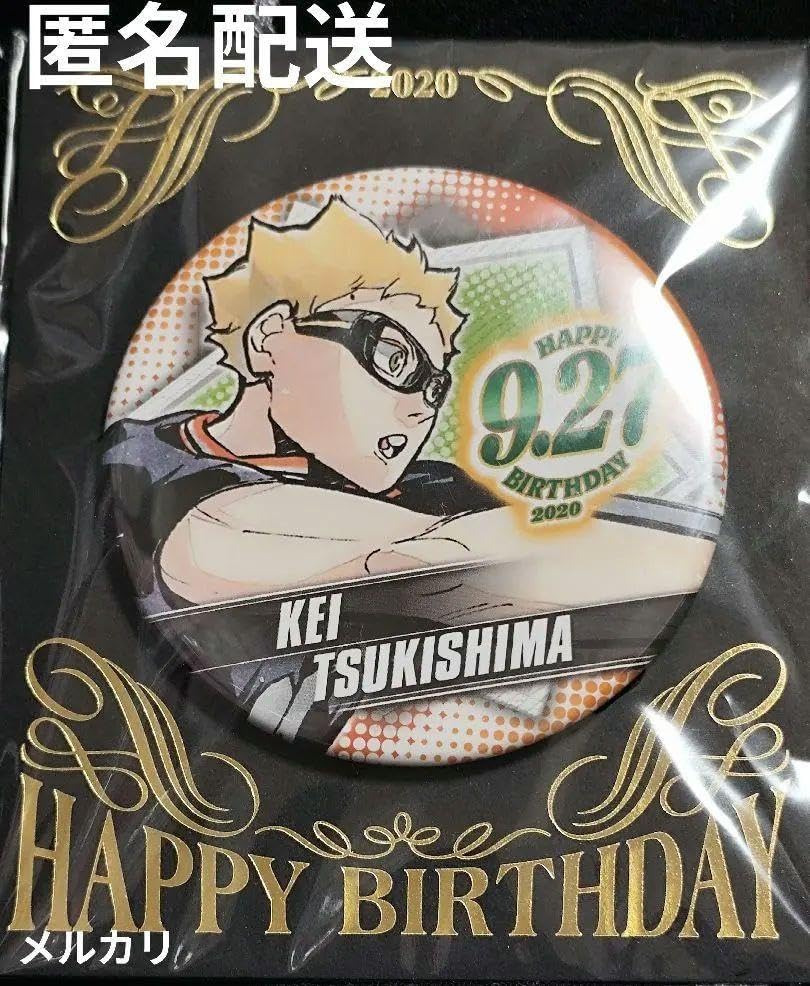 匿名配送
2020
HAPPY
9.27
BIRTHDAY
2020
KEI
TSUKISHIMA
HAPPY BIRTHDAY
メルカリ